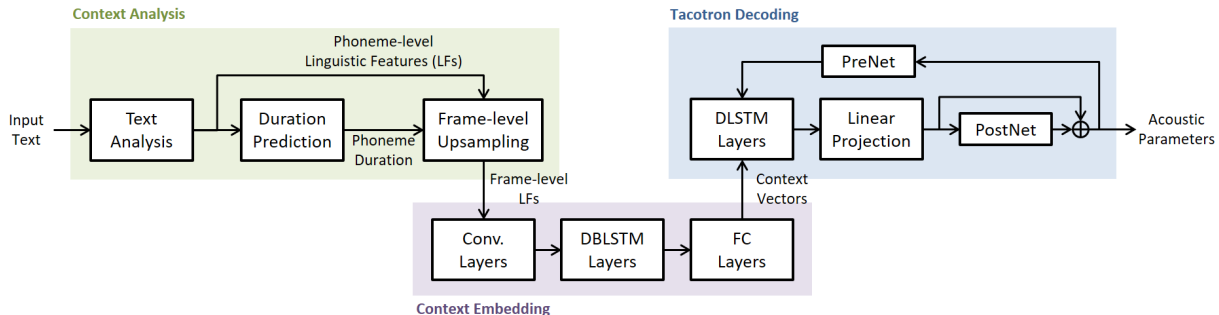 Context Analysis
Phoneme-level
Linguistic Features (LFs)
Input
Text
Text
Analysis
Duration
Prediction
Phoneme
Duration
Frame-level
Upsampling
Frame-level
LFs
Conv.
Layers
DBLSTM
Layers
FC
Layers
Context Embedding
Context
Vectors
Tacotron Decoding
PreNet
DLSTM
Layers
Linear
Projection
PostNet
Acoustic
Parameters